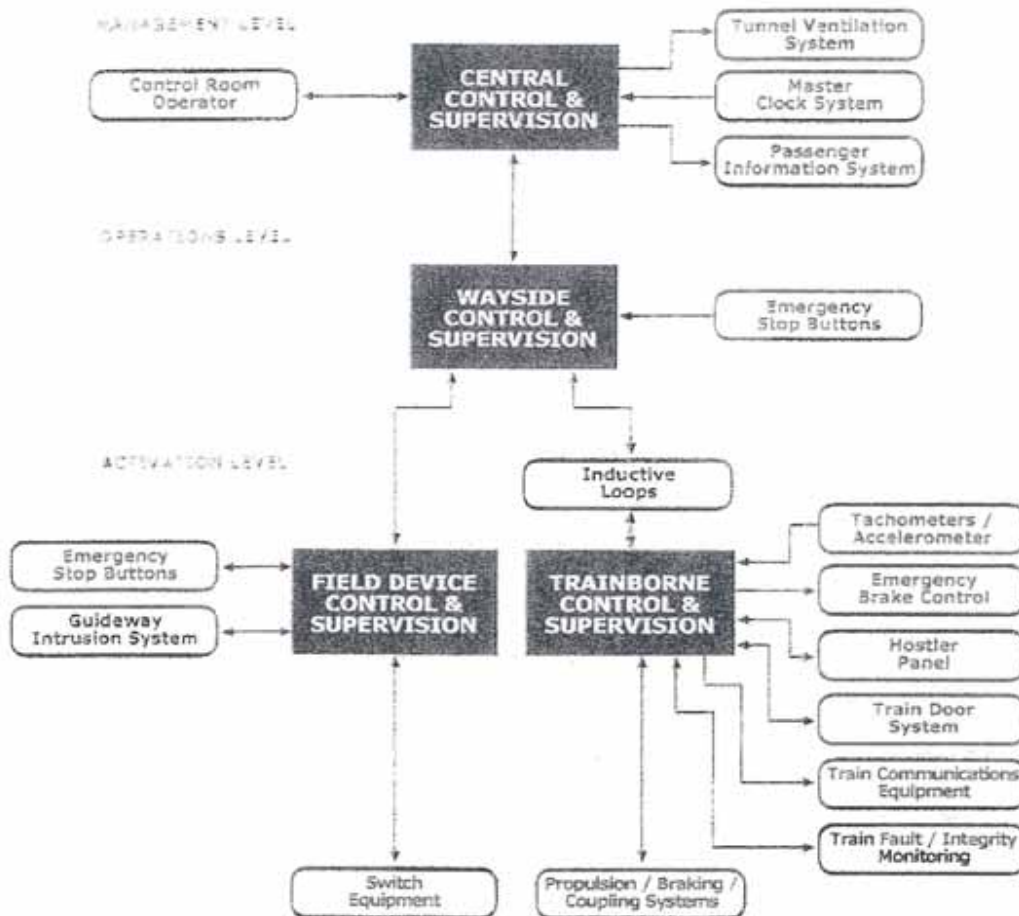 MANAGEMENT LEVEL
Tunnel Ventilation
System
Control Room
Operator
CENTRAL
CONTROL &
SUPERVISION
Master
Clock System
Passenger
Information System
OPERATIONS LEVEL
WAYSIDE
CONTROL &
SUPERVISION
Emergency
Stop Buttons
ACTIVATION LEVEL
Inductive
Loops
Tachometers /
Accelerometer
Emergency
Stop Buttons
FIELD DEVICE
CONTROL &
SUPERVISION
TRAINBORNE
CONTROL &
SUPERVISION
Emergency
Brake Control
Guideway
Intrusion System
Hostler
Panel
Train Door
System
Train Communications
Equipment
Train Fault / Integrity
Monitoring
Switch
Equipment
Propulsion / Braking /
Coupling Systems